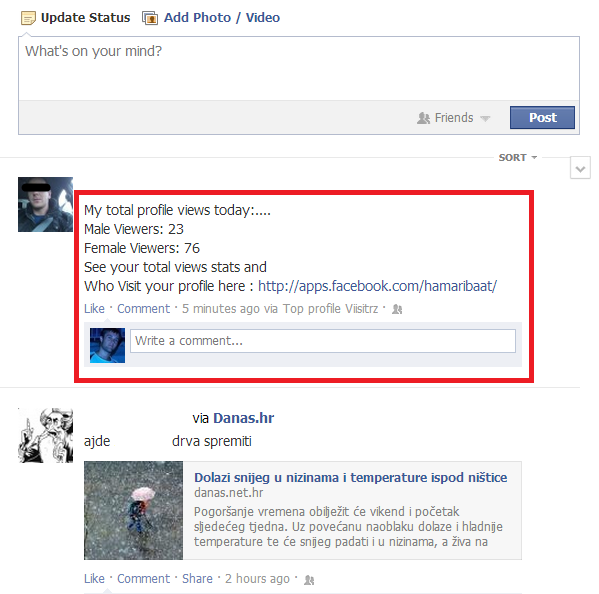 Update Status Add Photo / Video
What's on your mind?
Friends Post
SORT
My total profile views today:....
Male Viewers: 23
Female Viewers: 76
See your total views stats and
Who Visit your profile here : http://apps.facebook.com/hamaribaat/
Like · Comment · 5 minutes ago via Top profile Viisitrz ·
Write a comment...
via Danas.hr
ajde drva spremiti
Dolazi snijeg u nizinama i temperature ispod ništice
danas.net.hr
Pogoršanje vremena obilježit će vikend i početak
sljedećeg tjedna. Uz povećanu naoblaku dolaze i hladnije
temperature te će snijeg padati i u nizinama, a živa na
Like · Comment · Share · 2 hours ago ·